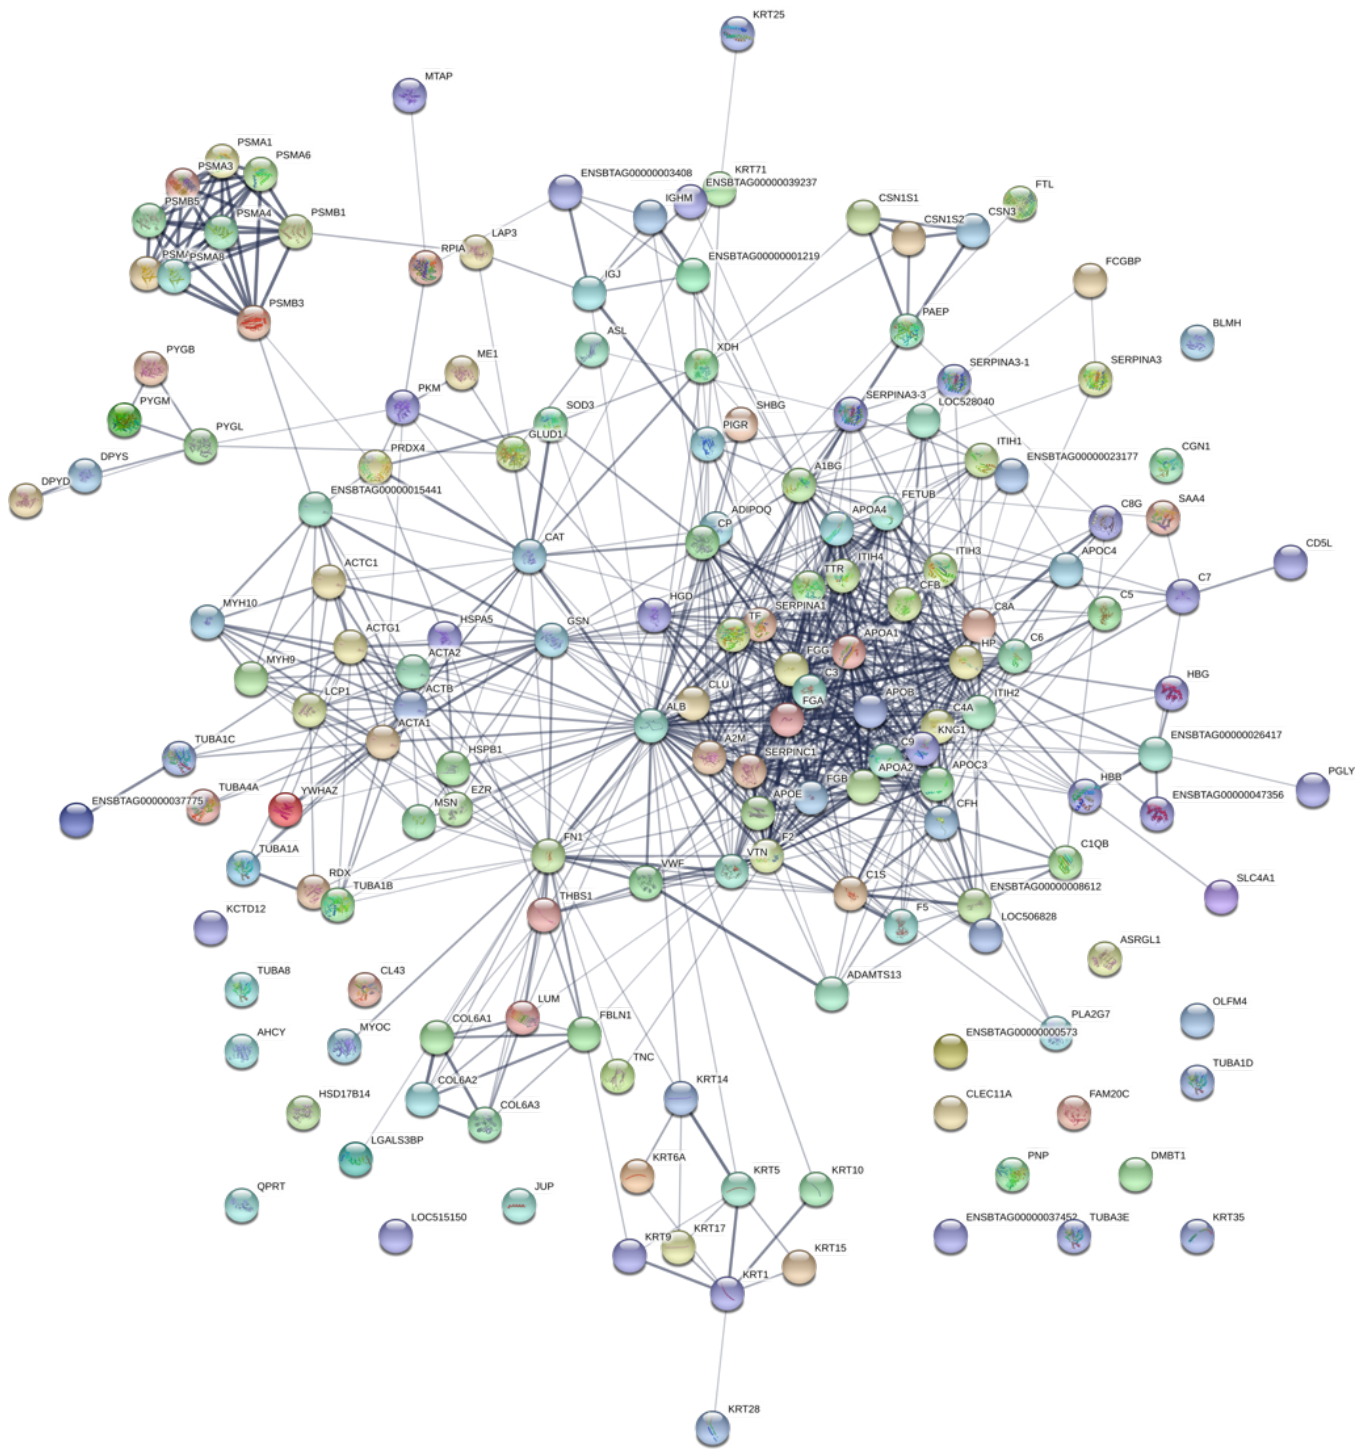 KRT25
MTAP
PSMA1
PSMA6
PSMA3
KRT71
ENSBTAG00000003408
ENSBTAG00000039237
FTL
IGHM
CSN1S1
PSMB5
PSMA4
PSMB1
CSN1S2
CSN3
LAP3
RPIA
PSMA8
ENSBTAG00000001219
FCGBP
IGJ
PSMB3
PAEP
BLMH
ASL
PYGB
XDH
ME1
SERPINA3-1
SERPINA3
PKM
PYGM
SERPINA3-3
LOC528040
SOD3
SHBG
PIGR
PYGL
GLUD1
PRDX4
ITIH1
ENSBTAG00000023177
CGN1
DPYS
A1BG
DPYD
ENSBTAG00000015441
FETUB
C8G
SAA4
ADIPOQ
APOA4
CP
CAT
APOC4
CD5L
ITIH4
ITIH3
ACTC1
TTR
C7
CFB
C5
MYH10
HGD
SERPINA1
C8A
HSPA5
GSN
TF
ACTG1
APOA1
HP
C6
FGG
MYH9
ACTA2
C3
HBG
CLU
LCP1
ACTB
ALB
FGA
APOB
ITIH2
C4A
KNG1
ACTA1
TUBA1C
A2M
C9
ENSBTAG00000026417
HSPB1
SERPINC1
APOA2
APOC3
FGB
HBB
PGLY
TUBA4A
YWHAZ
EZR
APOE
ENSBTAG00000037775
MSN
ENSBTAG00000047356
CFH
FN1
F2
TUBA1A
VTN
C1QB
VWF
RDX
C1S
SLC4A1
TUBA1B
ENSBTAG00000008612
THBS1
KCTD12
F5
LOC506828
ASRGL1
TUBA8
CL43
ADAMTS13
LUM
OLFM4
COL6A1
FBLN1
PLA2G7
AHCY
MYOC
ENSBTAG00000000573
TNC
TUBA1D
COL6A2
KRT14
HSD17B14
COL6A3
CLEC11A
FAM20C
LGALS3BP
KRT6A
KRT5
KRT10
PNP
DMBT1
QPRT
JUP
LOC515150
KRT9
KRT17
KRT15
ENSBTAG00000037452
TUBA3E
KRT35
KRT1
KRT28